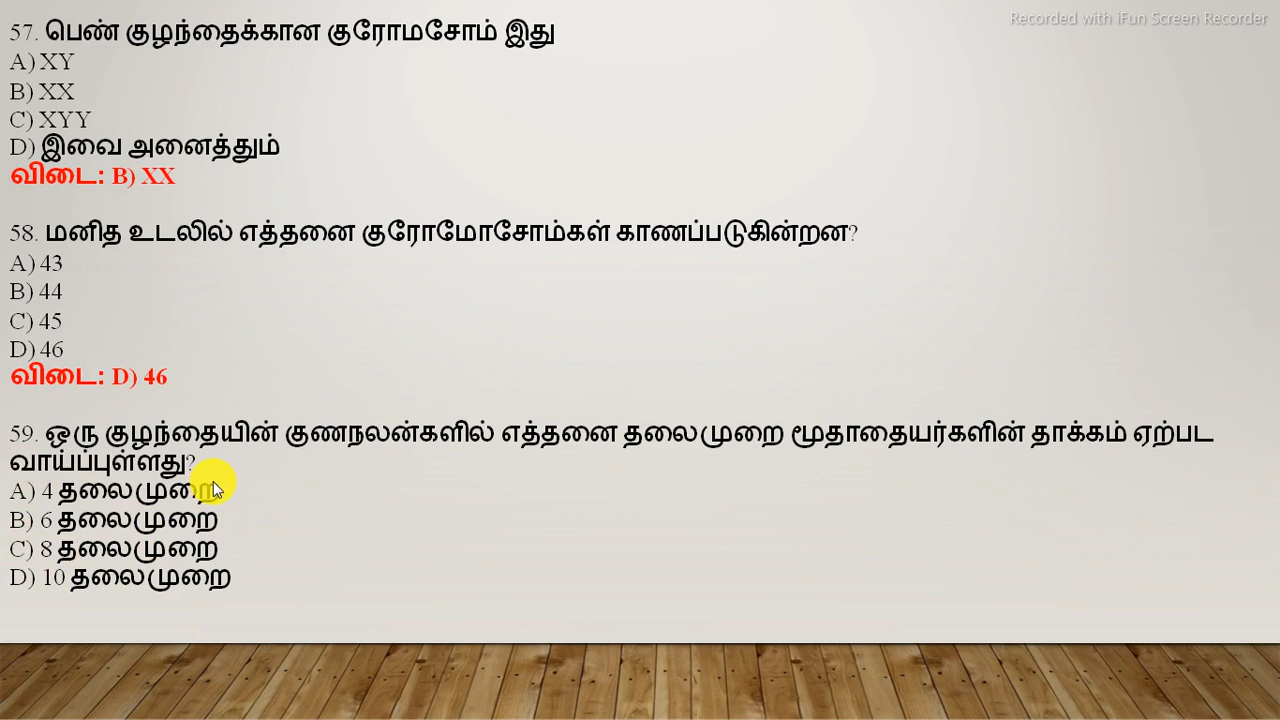 Recorded with iFun Screen Recorder
57. பெண் குழந்தைக்கான குரோமசோம் இது
A) XY
B) XX
C) XYY
D) இவை அனைத்தும்
விடை: B) XX
58. மனித உடலில் எத்தனை குரோமோசோம்கள் காணப்படுகின்றன?
A) 43
B) 44
C) 45
D) 46
விடை: D) 46
59. ஒரு குழந்தையின் குணநலன்களில் எத்தனை தலைமுறை மூதாதையர்களின் தாக்கம் ஏற்பட
வாய்ப்புள்ளது?
A) 4 தலைமுறை
B) 6 தலைமுறை
C) 8 தலைமுறை
D) 10 தலைமுறை